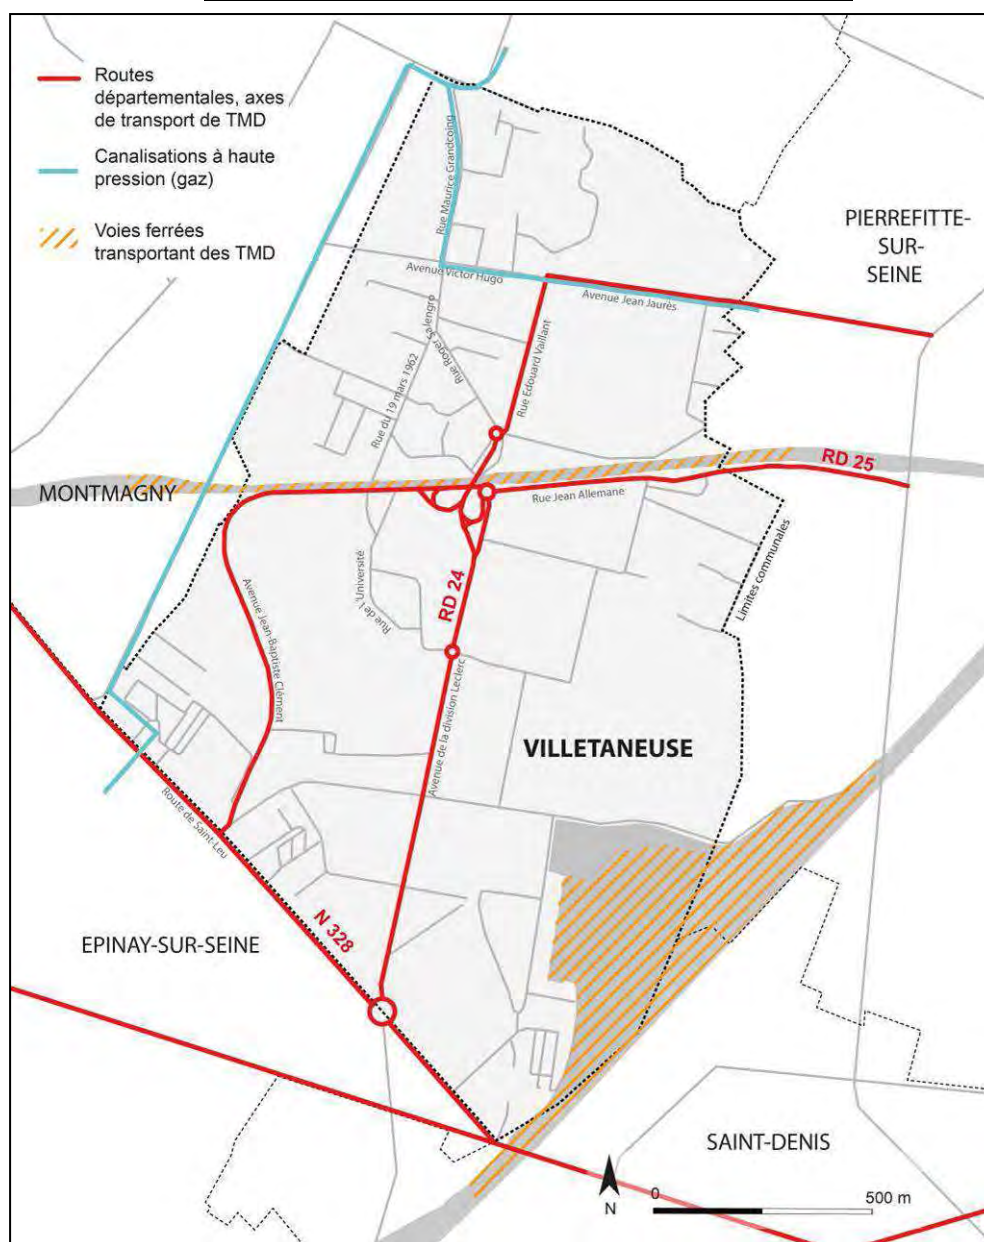 Routes
départementales, axes
de transport de TMD
Canalisations à haute
pression (gaz)
Voies ferrées
transportant des TMD
PIERREFITTE-
SUR-
SEINE
Rue Maurice Grandcoing
Avenue Victor Hugo
Avenue Jean Jaurès
Rue Roger Salengro
Rue Edouard Vaillant
Rue du 19 mars 1962
RD 25
MONTMAGNY
Rue Jean Allemane
Limites communales
Rue de l'Université
RD 24
Avenue Jean-Baptiste Clément
Avenue de la division Leclerc
VILLETANEUSE
Route de Saint-Leu
N 328
EPINAY-SUR-SEINE
SAINT-DENIS
N
0
500 m